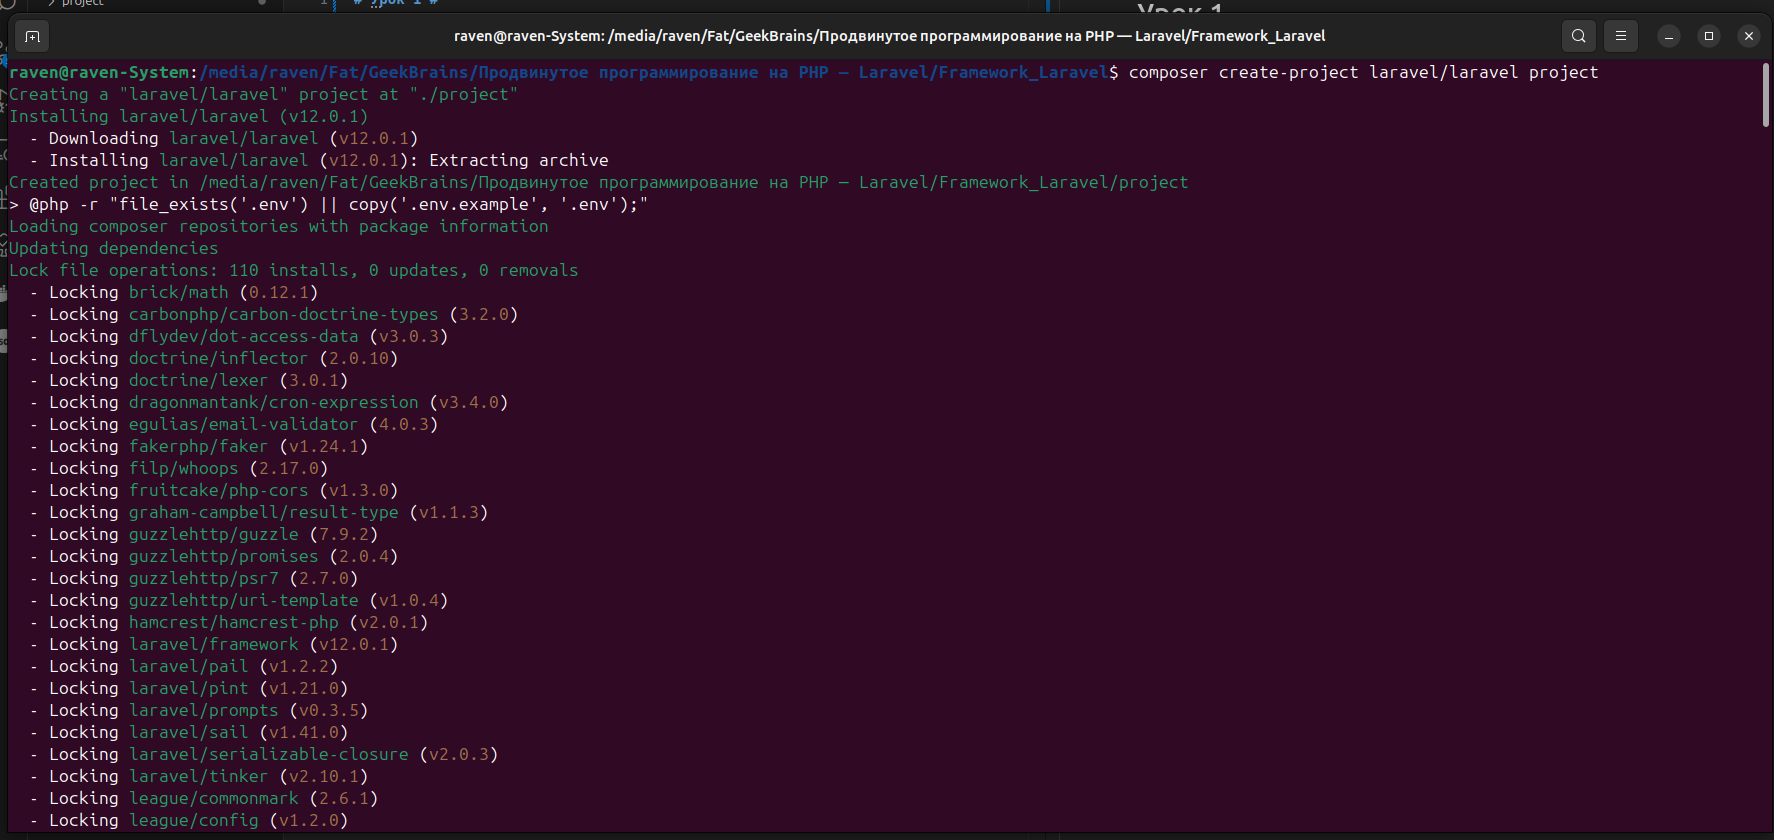 project
1 # Урок 1 #
Урок 1
raven@raven-System: /media/raven/Fat/GeekBrains/Продвинутое программирование на PHP — Laravel/Framework_Laravel
raven@raven-System:/media/raven/Fat/GeekBrains/Продвинутое программирование на PHP — Laravel/Framework_Laravel$ composer create-project laravel/laravel project
Creating a "laravel/laravel" project at "./project"
Installing laravel/laravel (v12.0.1)
  - Downloading laravel/laravel (v12.0.1)
  - Installing laravel/laravel (v12.0.1): Extracting archive
Created project in /media/raven/Fat/GeekBrains/Продвинутое программирование на PHP — Laravel/Framework_Laravel/project
> @php -r "file_exists('.env') || copy('.env.example', '.env');"
Loading composer repositories with package information
Updating dependencies
Lock file operations: 110 installs, 0 updates, 0 removals
  - Locking brick/math (0.12.1)
  - Locking carbonphp/carbon-doctrine-types (3.2.0)
  - Locking dflydev/dot-access-data (v3.0.3)
  - Locking doctrine/inflector (2.0.10)
  - Locking doctrine/lexer (3.0.1)
  - Locking dragonmantank/cron-expression (v3.4.0)
  - Locking egulias/email-validator (4.0.3)
  - Locking fakerphp/faker (v1.24.1)
  - Locking filp/whoops (2.17.0)
  - Locking fruitcake/php-cors (v1.3.0)
  - Locking graham-campbell/result-type (v1.1.3)
  - Locking guzzlehttp/guzzle (7.9.2)
  - Locking guzzlehttp/promises (2.0.4)
  - Locking guzzlehttp/psr7 (2.7.0)
  - Locking guzzlehttp/uri-template (v1.0.4)
  - Locking hamcrest/hamcrest-php (v2.0.1)
  - Locking laravel/framework (v12.0.1)
  - Locking laravel/pail (v1.2.2)
  - Locking laravel/pint (v1.21.0)
  - Locking laravel/prompts (v0.3.5)
  - Locking laravel/sail (v1.41.0)
  - Locking laravel/serializable-closure (v2.0.3)
  - Locking laravel/tinker (v2.10.1)
  - Locking league/commonmark (2.6.1)
  - Locking league/config (v1.2.0)